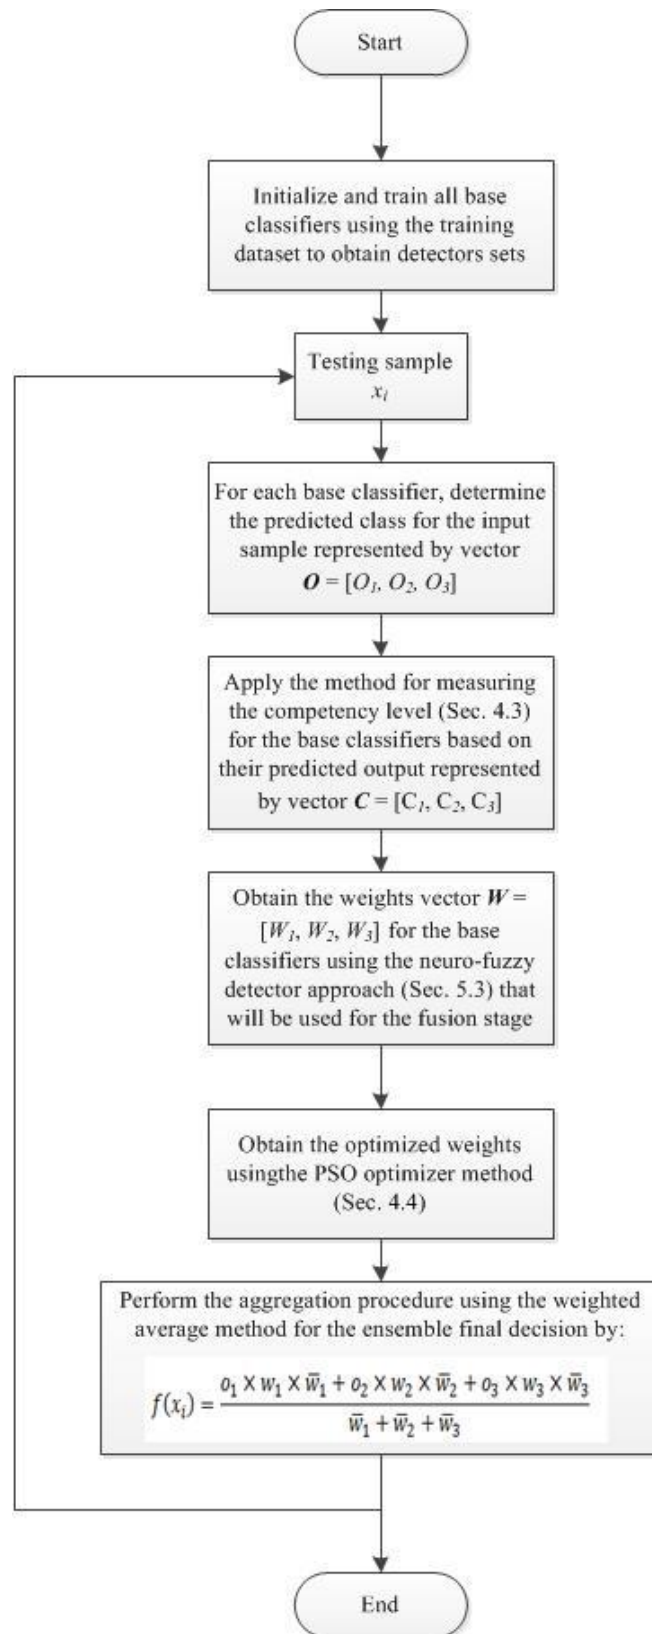 Start
Initialize and train all base
classifiers using the training
dataset to obtain detectors sets
Testing sample
xᵢ
For each base classifier, determine
the predicted class for the input
sample represented by vector
O = [O₁, O₂, O₃]
Apply the method for measuring
the competency level (Sec. 4.3)
for the base classifiers based on
their predicted output represented
by vector C = [C₁, C₂, C₃]
Obtain the weights vector W =
[W₁, W₂, W₃] for the base
classifiers using the neuro-fuzzy
detector approach (Sec. 5.3) that
will be used for the fusion stage
Obtain the optimized weights
usingthe PSO optimizer method
(Sec. 4.4)
Perform the aggregation procedure using the weighted
average method for the ensemble final decision by:
o₁ X w₁ X w̅₁ + o₂ X w₂ X w̅₂ + o₃ X w₃ X w̅₃
f(xᵢ) =
w̅₁ + w̅₂ + w̅₃
End